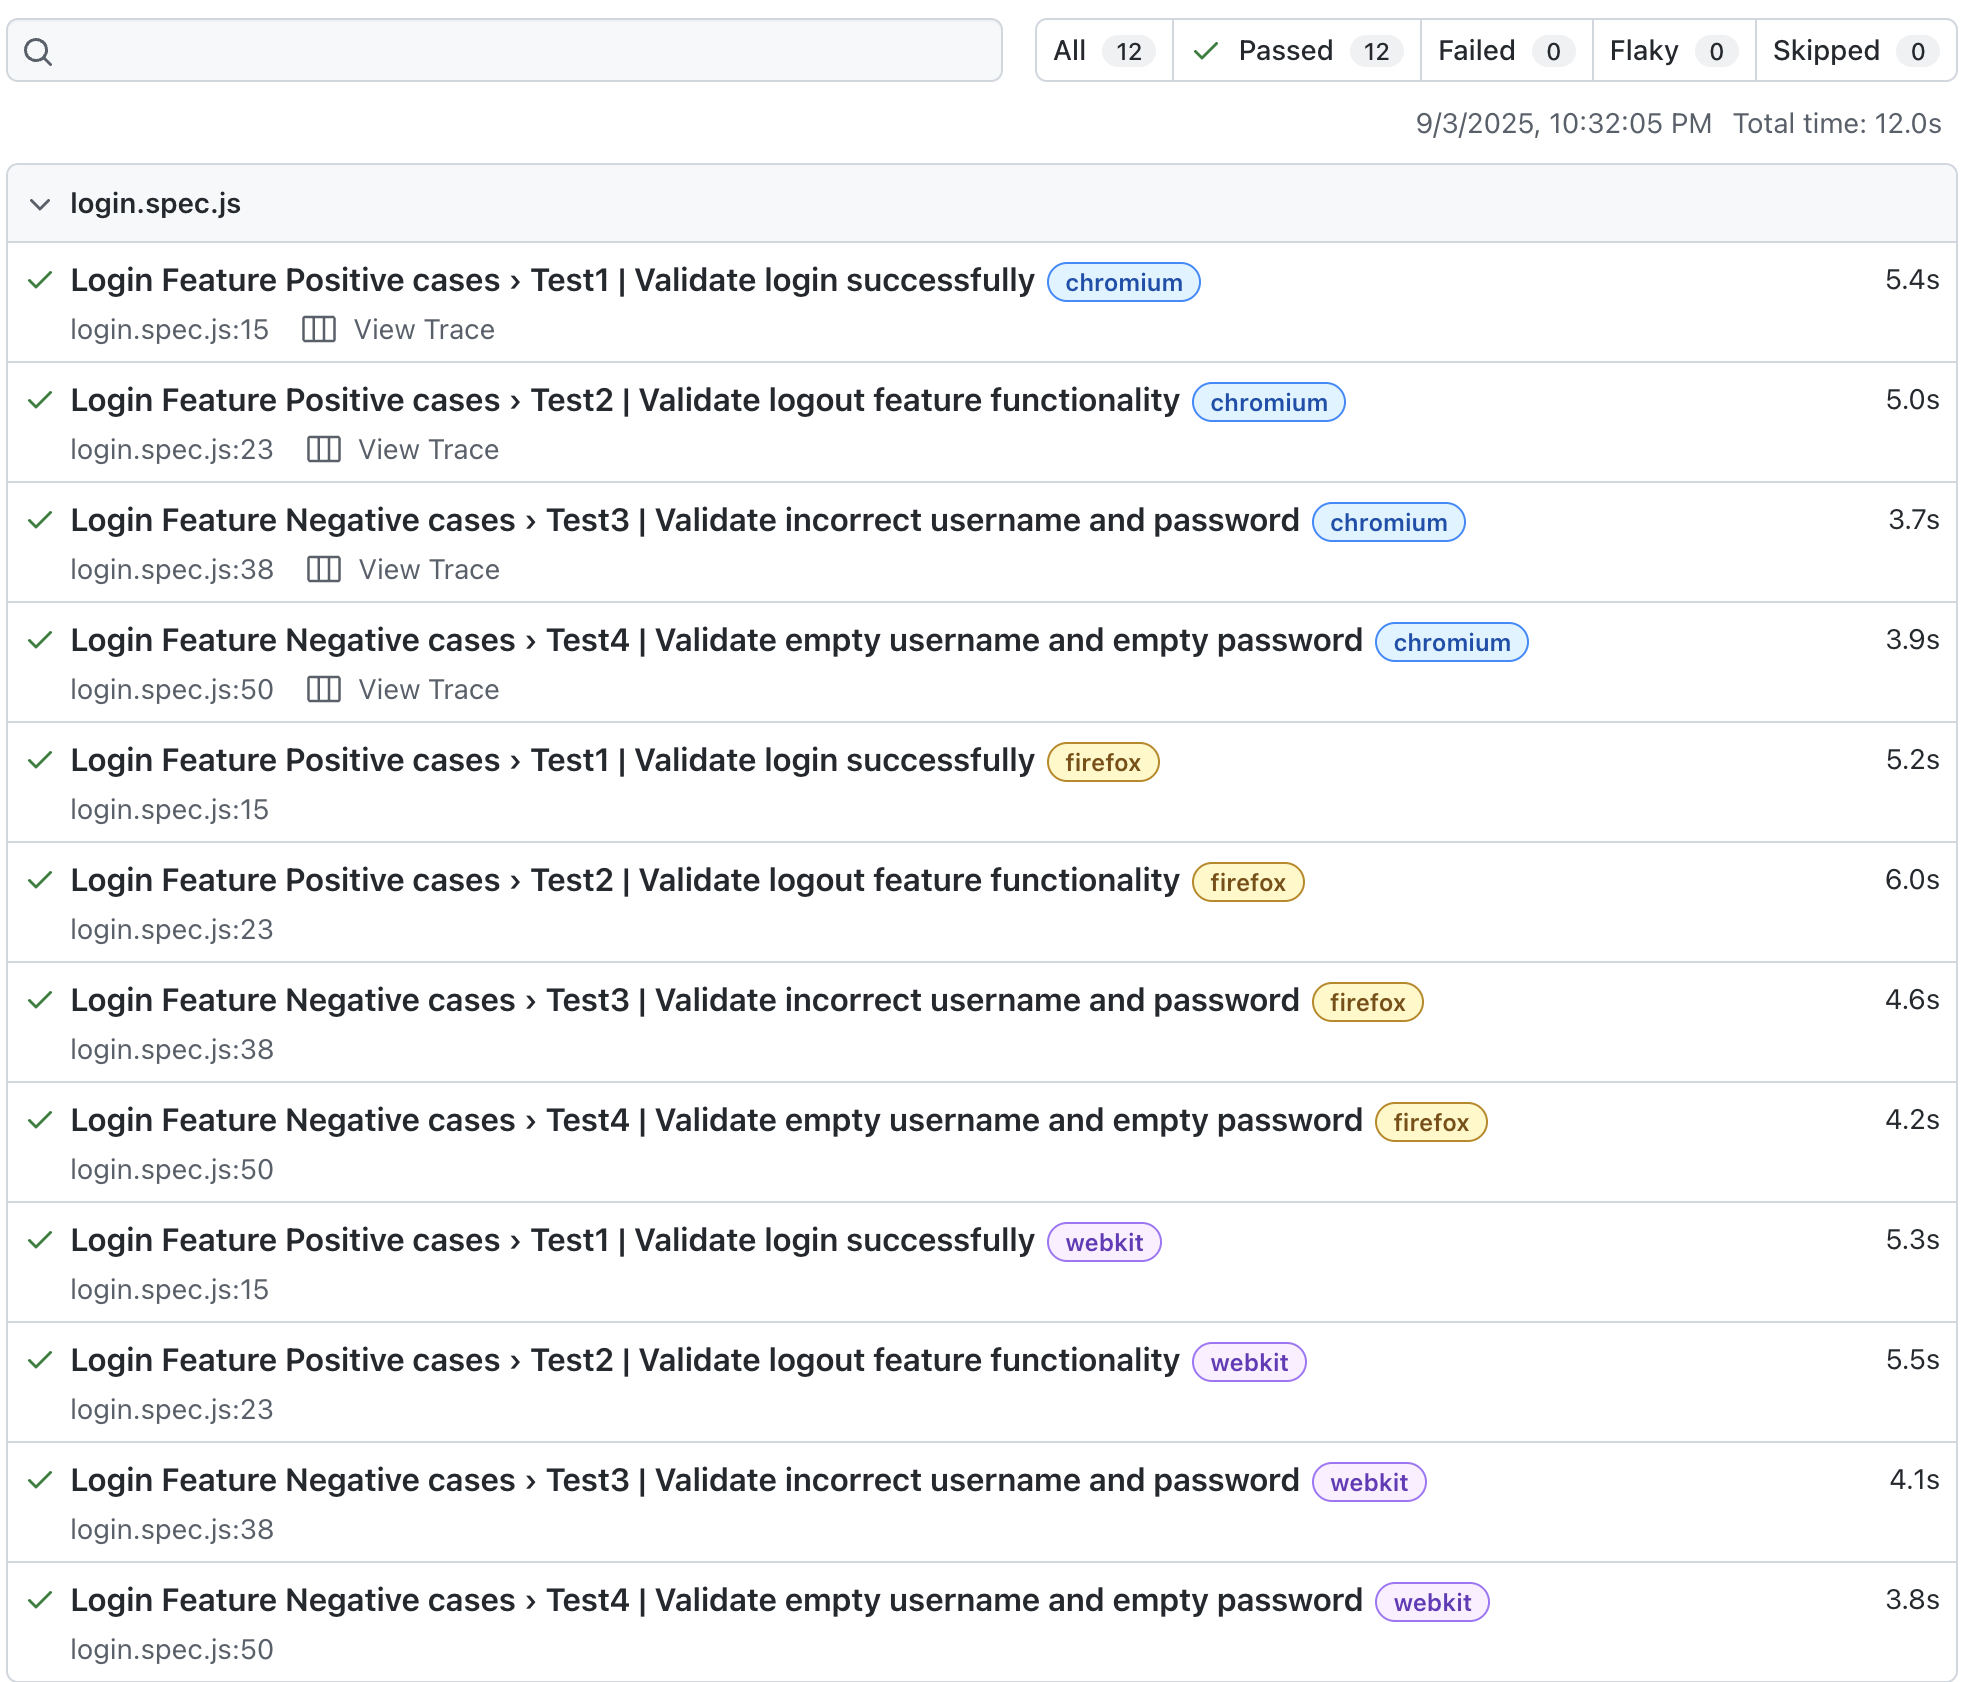 All 12 Passed 12 Failed 0 Flaky 0 Skipped 0
9/3/2025, 10:32:05 PM Total time: 12.0s
login.spec.js
Login Feature Positive cases › Test1 | Validate login successfully chromium 5.4s
login.spec.js:15 View Trace
Login Feature Positive cases › Test2 | Validate logout feature functionality chromium 5.0s
login.spec.js:23 View Trace
Login Feature Negative cases › Test3 | Validate incorrect username and password chromium 3.7s
login.spec.js:38 View Trace
Login Feature Negative cases › Test4 | Validate empty username and empty password chromium 3.9s
login.spec.js:50 View Trace
Login Feature Positive cases › Test1 | Validate login successfully firefox 5.2s
login.spec.js:15
Login Feature Positive cases › Test2 | Validate logout feature functionality firefox 6.0s
login.spec.js:23
Login Feature Negative cases › Test3 | Validate incorrect username and password firefox 4.6s
login.spec.js:38
Login Feature Negative cases › Test4 | Validate empty username and empty password firefox 4.2s
login.spec.js:50
Login Feature Positive cases › Test1 | Validate login successfully webkit 5.3s
login.spec.js:15
Login Feature Positive cases › Test2 | Validate logout feature functionality webkit 5.5s
login.spec.js:23
Login Feature Negative cases › Test3 | Validate incorrect username and password webkit 4.1s
login.spec.js:38
Login Feature Negative cases › Test4 | Validate empty username and empty password webkit 3.8s
login.spec.js:50